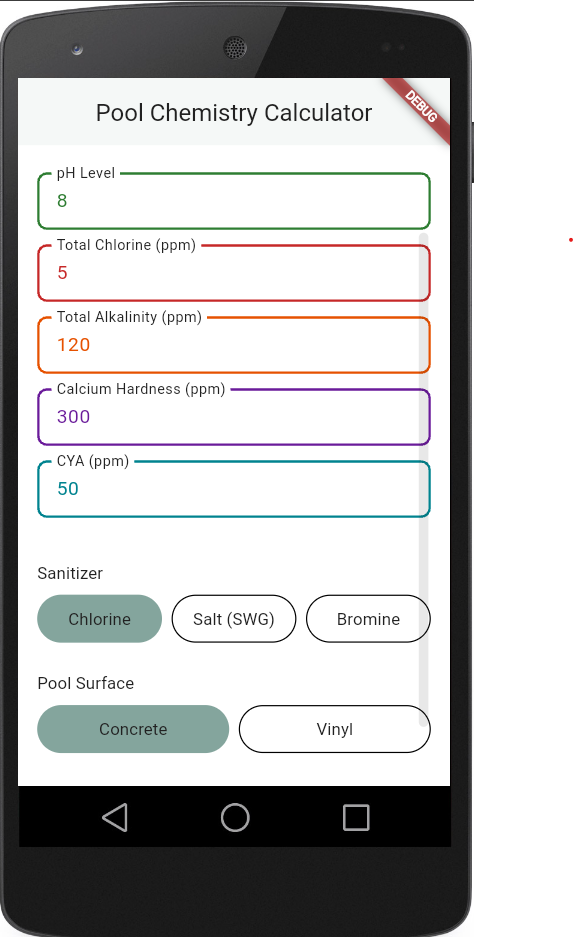 Pool Chemistry Calculator
DEBUG
pH Level
8
Total Chlorine (ppm)
5
Total Alkalinity (ppm)
120
Calcium Hardness (ppm)
300
CYA (ppm)
50
Sanitizer
Chlorine Salt (SWG) Bromine
Pool Surface
Concrete Vinyl